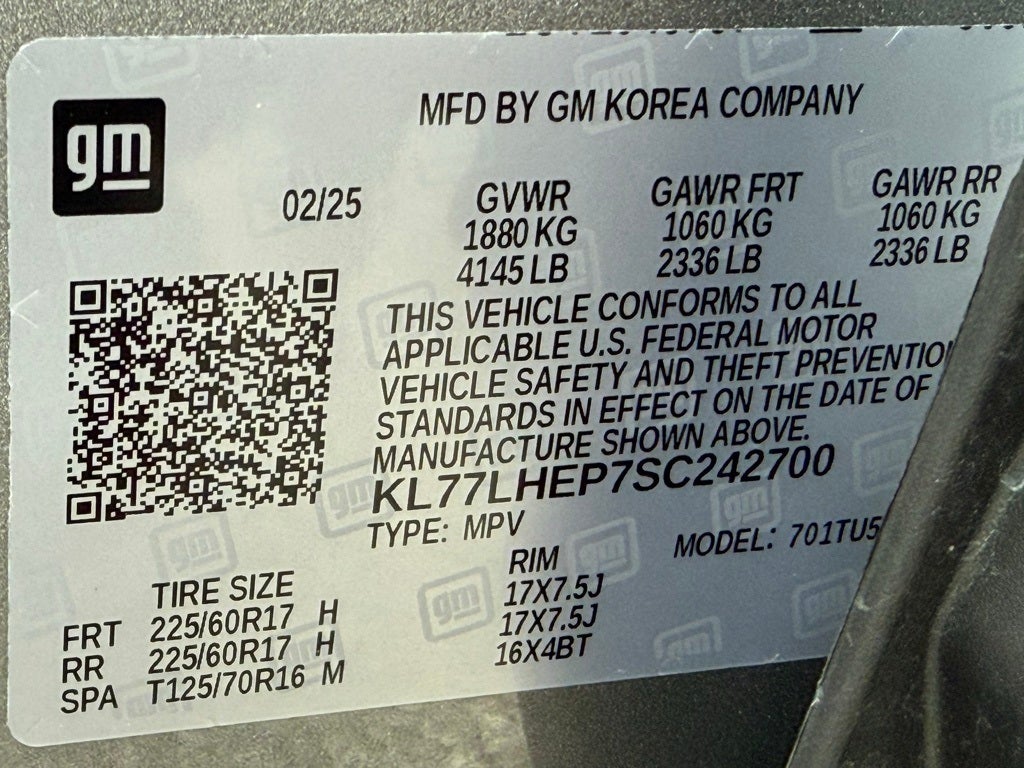 gm
MFD BY GM KOREA COMPANY
02/25
GVWR GAWR FRT GAWR RR
1880 KG 1060 KG 1060 KG
4145 LB 2336 LB 2336 LB
THIS VEHICLE CONFORMS TO ALL
APPLICABLE U.S. FEDERAL MOTOR
VEHICLE SAFETY AND THEFT PREVENTIO
STANDARDS IN EFFECT ON THE DATE OF
MANUFACTURE SHOWN ABOVE.
KL77LHEP7SC242700
TYPE: MPV MODEL: 701TU5
TIRE SIZE RIM
FRT 225/60R17 H 17X7.5J
RR 225/60R17 H 17X7.5J
SPA T125/70R16 M 16X4BT